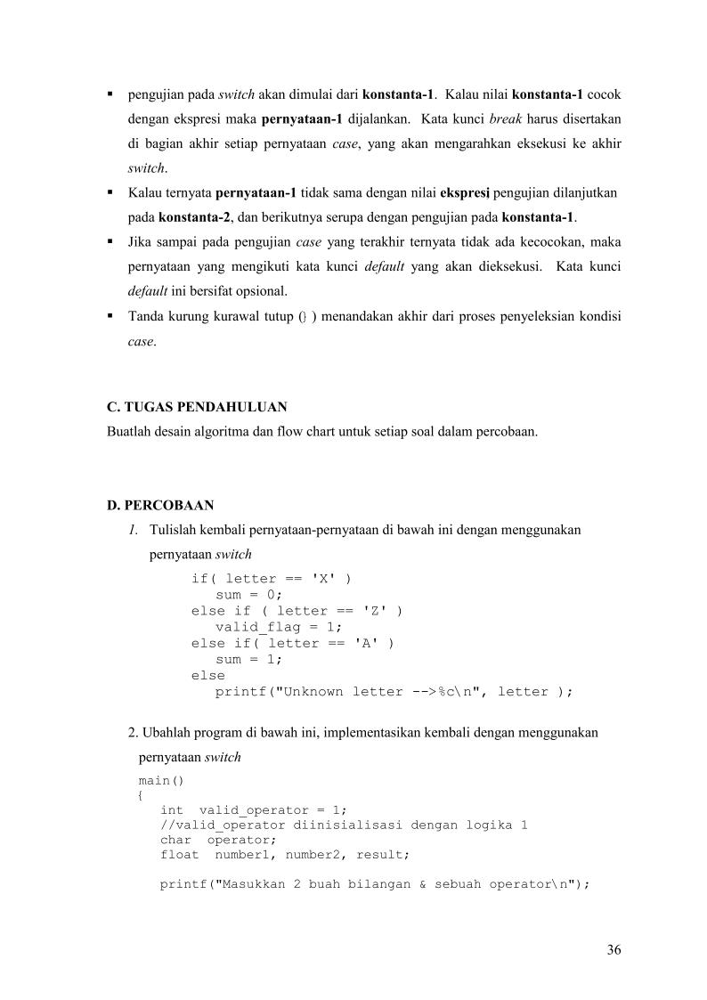 ▪ pengujian pada switch akan dimulai dari konstanta-1. Kalau nilai konstanta-1 cocok
dengan ekspresi maka pernyataan-1 dijalankan. Kata kunci break harus disertakan
di bagian akhir setiap pernyataan case, yang akan mengarahkan eksekusi ke akhir
switch.
▪ Kalau ternyata pernyataan-1 tidak sama dengan nilai ekspresi, pengujian dilanjutkan
pada konstanta-2, dan berikutnya serupa dengan pengujian pada konstanta-1.
▪ Jika sampai pada pengujian case yang terakhir ternyata tidak ada kecocokan, maka
pernyataan yang mengikuti kata kunci default yang akan dieksekusi. Kata kunci
default ini bersifat opsional.
▪ Tanda kurung kurawal tutup (} ) menandakan akhir dari proses penyeleksian kondisi
case.
C. TUGAS PENDAHULUAN
Buatlah desain algoritma dan flow chart untuk setiap soal dalam percobaan.
D. PERCOBAAN
1. Tulislah kembali pernyataan-pernyataan di bawah ini dengan menggunakan
pernyataan switch
if( letter == 'X' )
sum = 0;
else if ( letter == 'Z' )
valid_flag = 1;
else if( letter == 'A' )
sum = 1;
else
printf("Unknown letter -->%c\n", letter );
2. Ubahlah program di bawah ini, implementasikan kembali dengan menggunakan
pernyataan switch
main()
{
int valid_operator = 1;
//valid_operator diinisialisasi dengan logika 1
char operator;
float number1, number2, result;
printf("Masukkan 2 buah bilangan & sebuah operator\n");
36